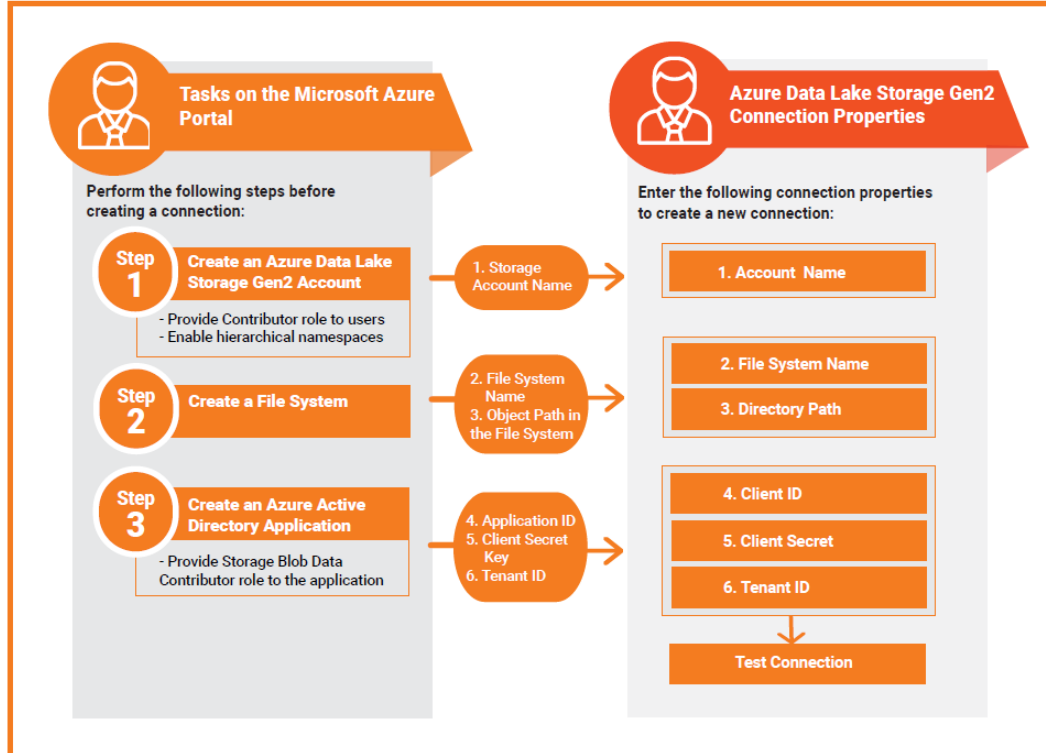 Tasks on the Microsoft Azure
Portal
Perform the following steps before
creating a connection:
Step
1
Create an Azure Data Lake
Storage Gen2 Account
- Provide Contributor role to users
- Enable hierarchical namespaces
Step
2
Create a File System
Step
3
Create an Azure Active
Directory Application
- Provide Storage Blob Data
Contributor role to the application
1. Storage
Account Name
2. File System
Name
3. Object Path in
the File System
4. Application ID
5. Client Secret
Key
6. Tenant ID
Azure Data Lake Storage Gen2
Connection Properties
Enter the following connection properties
to create a new connection:
1. Account Name
2. File System Name
3. Directory Path
4. Client ID
5. Client Secret
6. Tenant ID
Test Connection